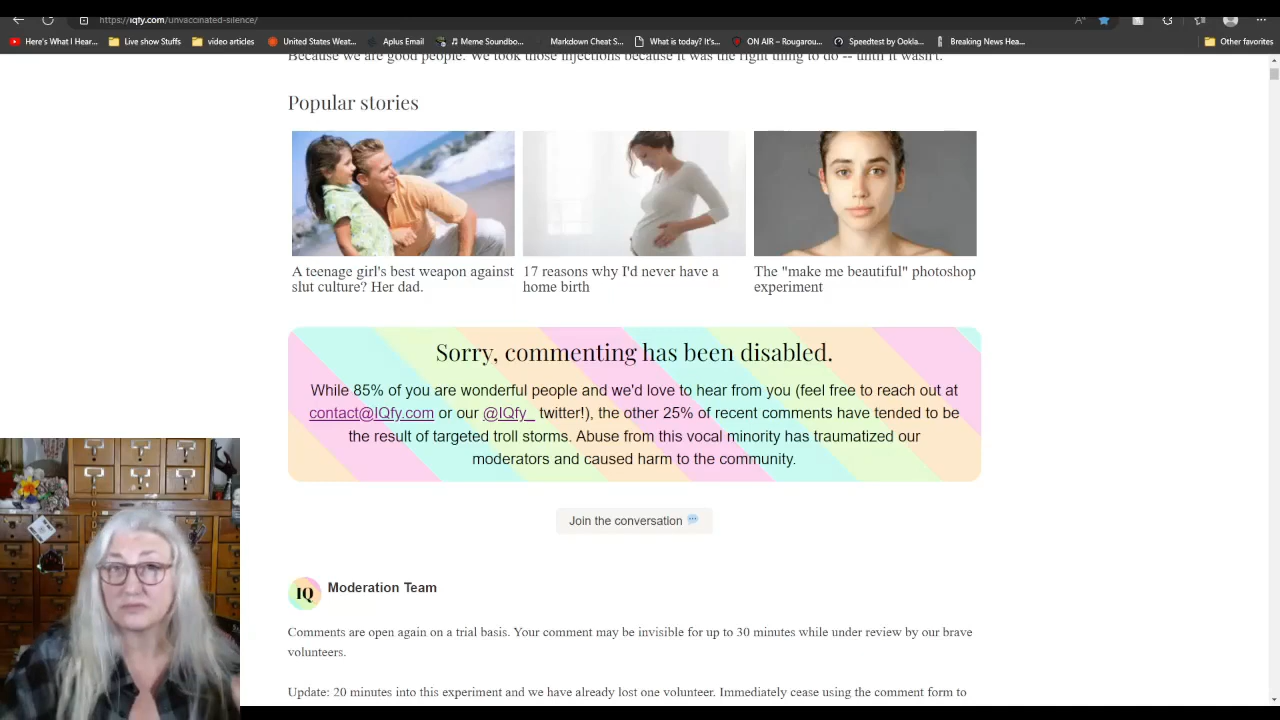 https://iqfy.com/unvaccinated-silence/
Here's What I Hear... Live show Stuffs video articles United States Weat... Aplus Email Meme Soundbo... Markdown Cheat S... What is today? It's... ON AIR – Rougarou... Speedtest by Ookla... Breaking News Hea... Other favorites
Because we are good people. We took those injections because it was the right thing to do -- until it wasn't.
Popular stories
A teenage girl's best weapon against
slut culture? Her dad.
17 reasons why I'd never have a
home birth
The "make me beautiful" photoshop
experiment
Sorry, commenting has been disabled.
While 85% of you are wonderful people and we'd love to hear from you (feel free to reach out at
contact@IQfy.com or our @IQfy_ twitter!), the other 25% of recent comments have tended to be
the result of targeted troll storms. Abuse from this vocal minority has traumatized our
moderators and caused harm to the community.
Join the conversation
IQ Moderation Team
Comments are open again on a trial basis. Your comment may be invisible for up to 30 minutes while under review by our brave
volunteers.
Update: 20 minutes into this experiment and we have already lost one volunteer. Immediately cease using the comment form to